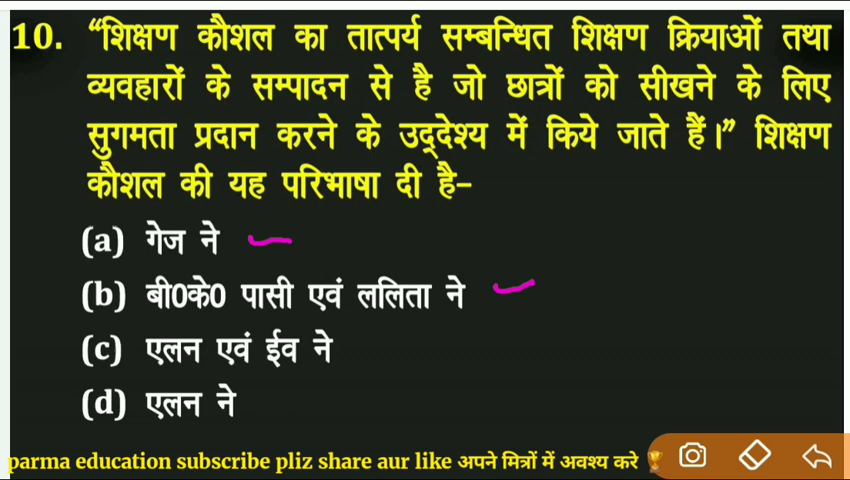 10. “शिक्षण कौशल का तात्पर्य सम्बन्धित शिक्षण क्रियाओं तथा
व्यवहारों के सम्पादन से है जो छात्रों को सीखने के लिए
सुगमता प्रदान करने के उद्देश्य में किये जाते हैं।” शिक्षण
कौशल की यह परिभाषा दी है–
(a) गेज ने
(b) बी0के0 पासी एवं ललिता ने
(c) एलन एवं ईव ने
(d) एलन ने
parma education subscribe pliz share aur like अपने मित्रों में अवश्य करे